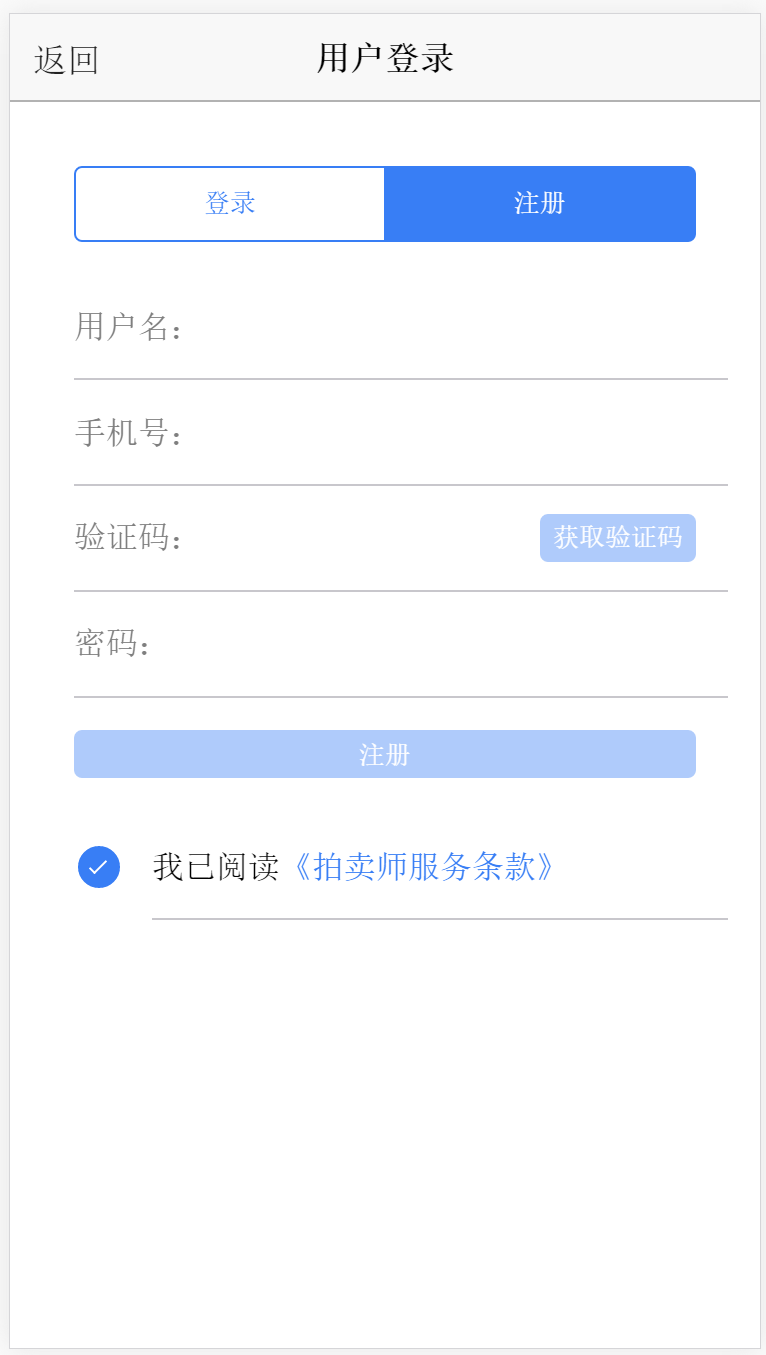 返回
用户登录
登录
注册
用户名：
手机号：
验证码：
获取验证码
密码：
注册
我已阅读《拍卖师服务条款》